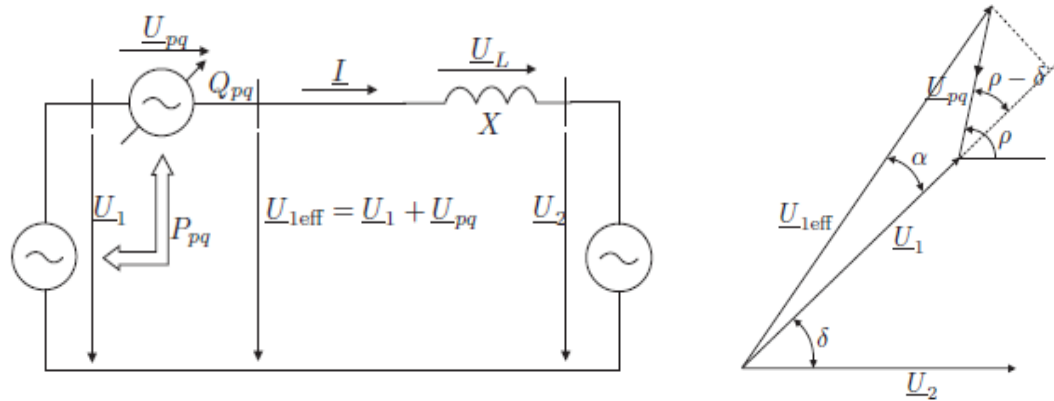 U_pq
Q_pq
I
U_L
X
U_1
P_pq
U_1eff = U_1 + U_pq
U_2
U_pq
ρ − δ
ρ
α
U_1eff
U_1
δ
U_2